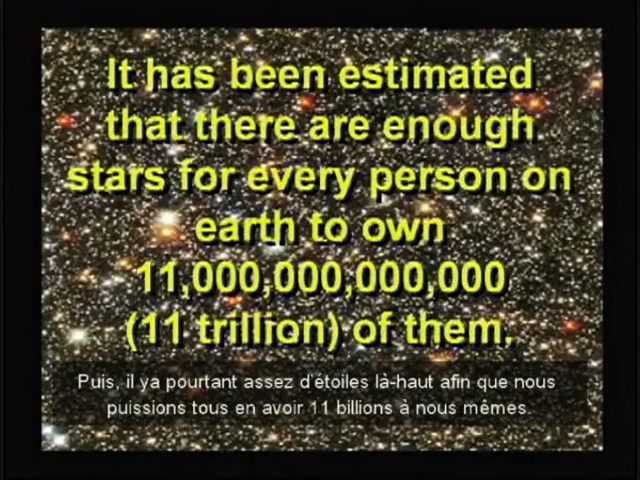 It has been estimated
that there are enough
stars for every person on
earth to own
11,000,000,000,000
(11 trillion) of them.
Puis, il ya pourtant assez d'étoiles là-haut afin que nous
puissions tous en avoir 11 billions à nous mêmes.